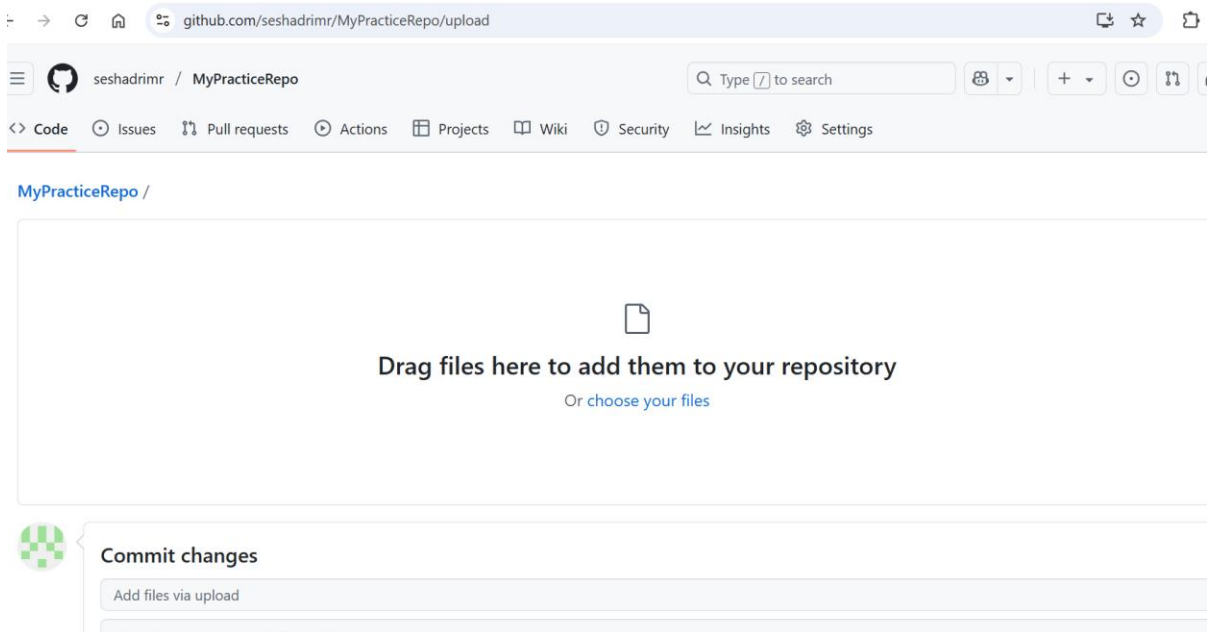 github.com/seshadrimr/MyPracticeRepo/upload
seshadrimr / MyPracticeRepo
Type / to search
<> Code Issues Pull requests Actions Projects Wiki Security Insights Settings
MyPracticeRepo /
Drag files here to add them to your repository
Or choose your files
Commit changes
Add files via upload